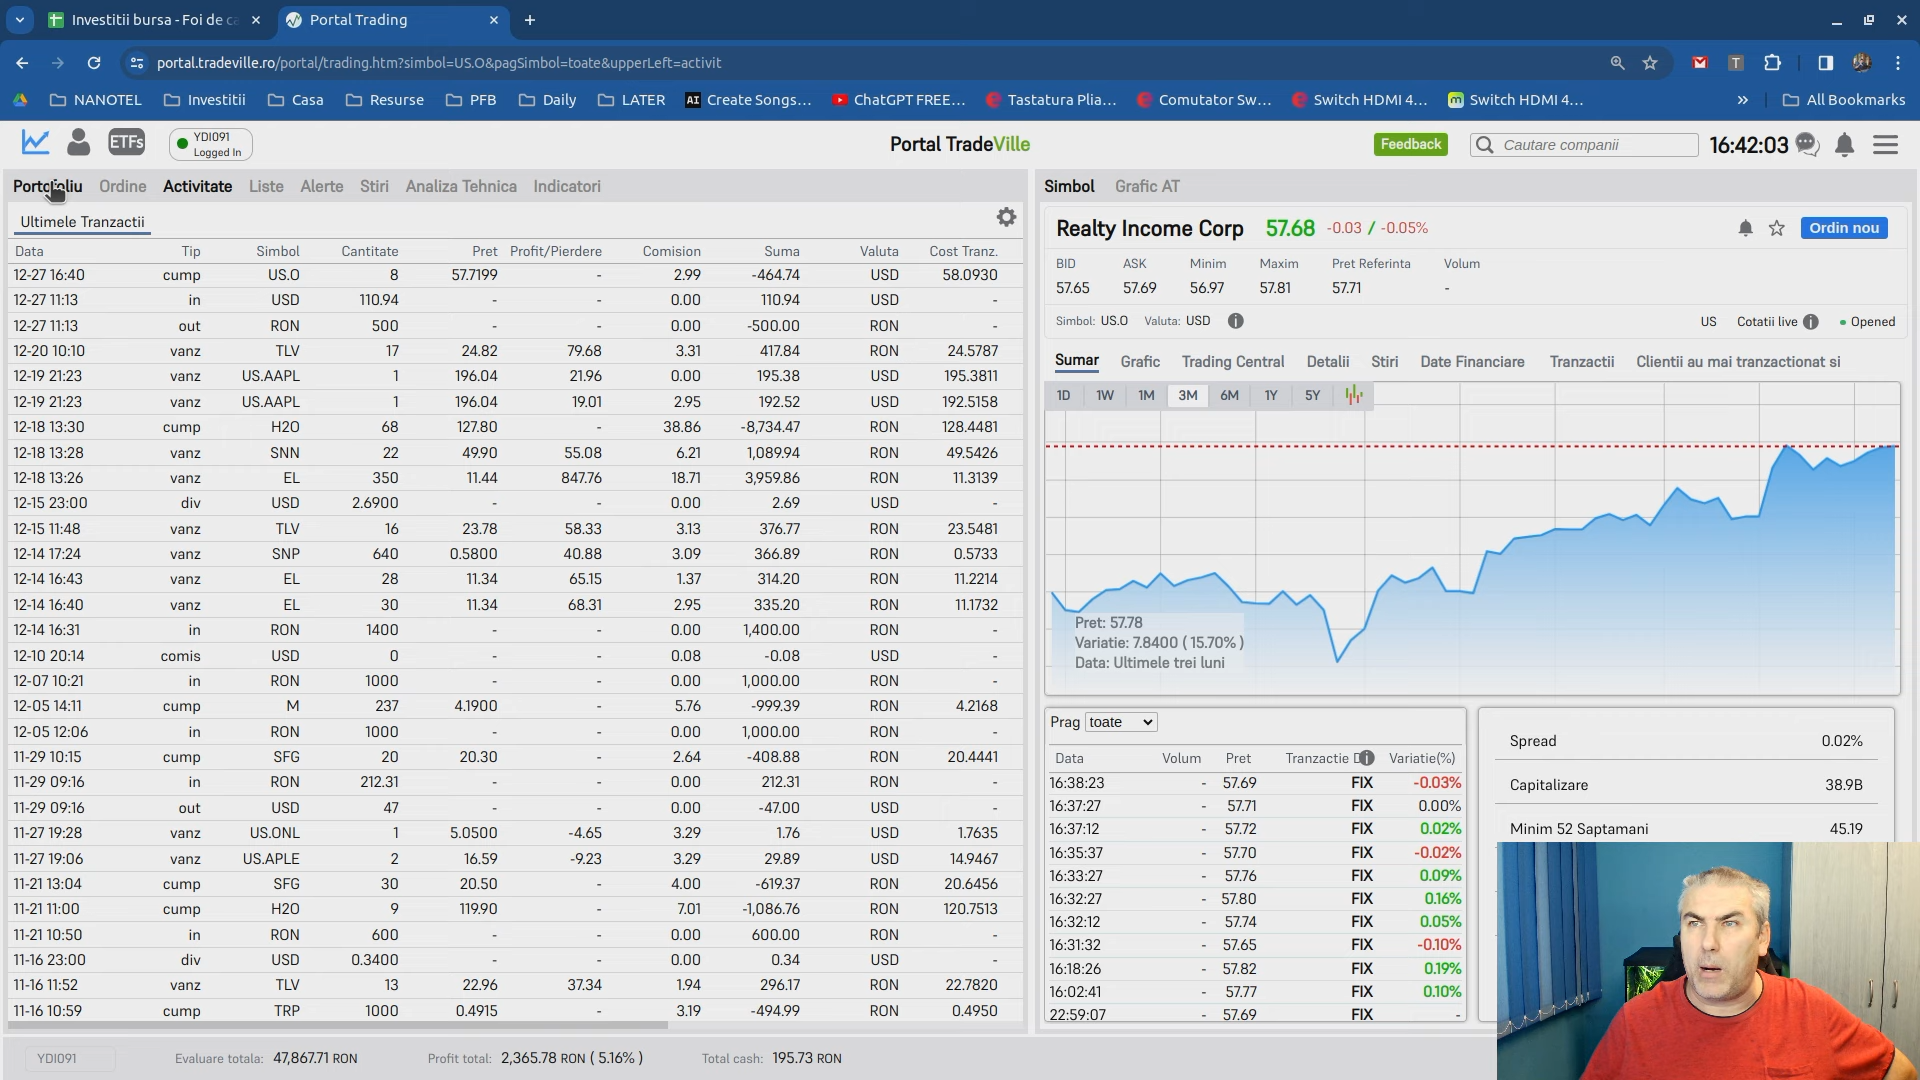 Investitii bursa - Foi de ca
Portal Trading
portal.tradeville.ro/portal/trading.htm?simbol=US.O&pagSimbol=toate&upperLeft=activit
NANOTEL Investitii Casa Resurse PFB Daily LATER Create Songs... ChatGPT FREE... Tastatura Plia... Comutator Sw... Switch HDMI 4... Switch HDMI 4... » All Bookmarks
ETFs
YDI091
Logged In
Portal TradeVille
Feedback
Cautare companii
16:42:03
Portofoliu Ordine Activitate Liste Alerte Stiri Analiza Tehnica Indicatori
Ultimele Tranzactii
Data Tip Simbol Cantitate Pret Profit/Pierdere Comision Suma Valuta Cost Tranz.
12-27 16:40 cump US.O 8 57.7199 - 2.99 -464.74 USD 58.0930
12-27 11:13 in USD 110.94 - - 0.00 110.94 USD -
12-27 11:13 out RON 500 - - 0.00 -500.00 RON -
12-20 10:10 vanz TLV 17 24.82 79.68 3.31 417.84 RON 24.5787
12-19 21:23 vanz US.AAPL 1 196.04 21.96 0.00 195.38 USD 195.3811
12-19 21:23 vanz US.AAPL 1 196.04 19.01 2.95 192.52 USD 192.5158
12-18 13:30 cump H2O 68 127.80 - 38.86 -8,734.47 RON 128.4481
12-18 13:28 vanz SNN 22 49.90 55.08 6.21 1,089.94 RON 49.5426
12-18 13:26 vanz EL 350 11.44 847.76 18.71 3,959.86 RON 11.3139
12-15 23:00 div USD 2.6900 - - 0.00 2.69 USD -
12-15 11:48 vanz TLV 16 23.78 58.33 3.13 376.77 RON 23.5481
12-14 17:24 vanz SNP 640 0.5800 40.88 3.09 366.89 RON 0.5733
12-14 16:43 vanz EL 28 11.34 65.15 1.37 314.20 RON 11.2214
12-14 16:40 vanz EL 30 11.34 68.31 2.95 335.20 RON 11.1732
12-14 16:31 in RON 1400 - - 0.00 1,400.00 RON -
12-10 20:14 comis USD 0 - - 0.08 -0.08 USD -
12-07 10:21 in RON 1000 - - 0.00 1,000.00 RON -
12-05 14:11 cump M 237 4.1900 - 5.76 -999.39 RON 4.2168
12-05 12:06 in RON 1000 - - 0.00 1,000.00 RON -
11-29 10:15 cump SFG 20 20.30 - 2.64 -408.88 RON 20.4441
11-29 09:16 in RON 212.31 - - 0.00 212.31 RON -
11-29 09:16 out USD 47 - - 0.00 -47.00 USD -
11-27 19:28 vanz US.ONL 1 5.0500 -4.65 3.29 1.76 USD 1.7635
11-27 19:06 vanz US.APLE 2 16.59 -9.23 3.29 29.89 USD 14.9467
11-21 13:04 cump SFG 30 20.50 - 4.00 -619.37 RON 20.6456
11-21 11:00 cump H2O 9 119.90 - 7.01 -1,086.76 RON 120.7513
11-21 10:50 in RON 600 - - 0.00 600.00 RON -
11-16 23:00 div USD 0.3400 - - 0.00 0.34 USD -
11-16 11:52 vanz TLV 13 22.96 37.34 1.94 296.17 RON 22.7820
11-16 10:59 cump TRP 1000 0.4915 - 3.19 -494.99 RON 0.4950
YDI091 Evaluare totala: 47,867.71 RON Profit total: 2,365.78 RON ( 5.16% ) Total cash: 195.73 RON
Simbol Grafic AT
Realty Income Corp 57.68 -0.03 / -0.05%
Ordin nou
BID ASK Minim Maxim Pret Referinta Volum
57.65 57.69 56.97 57.81 57.71 -
Simbol: US.O Valuta: USD US Cotatii live Opened
Sumar Grafic Trading Central Detalii Stiri Date Financiare Tranzactii Clientii au mai tranzactionat si
1D 1W 1M 3M 6M 1Y 5Y
Pret: 57.78
Variatie: 7.8400 ( 15.70% )
Data: Ultimele trei luni
Prag toate
Data Volum Pret Tranzactie D Variatie(%)
16:38:23 - 57.69 FIX -0.03%
16:37:27 - 57.71 FIX 0.00%
16:37:12 - 57.72 FIX 0.02%
16:35:37 - 57.70 FIX -0.02%
16:33:27 - 57.76 FIX 0.09%
16:32:27 - 57.80 FIX 0.16%
16:32:12 - 57.74 FIX 0.05%
16:31:32 - 57.65 FIX -0.10%
16:18:26 - 57.82 FIX 0.19%
16:02:41 - 57.77 FIX 0.10%
22:59:07 - 57.69 FIX -
Spread 0.02%
Capitalizare 38.9B
Minim 52 Saptamani 45.19